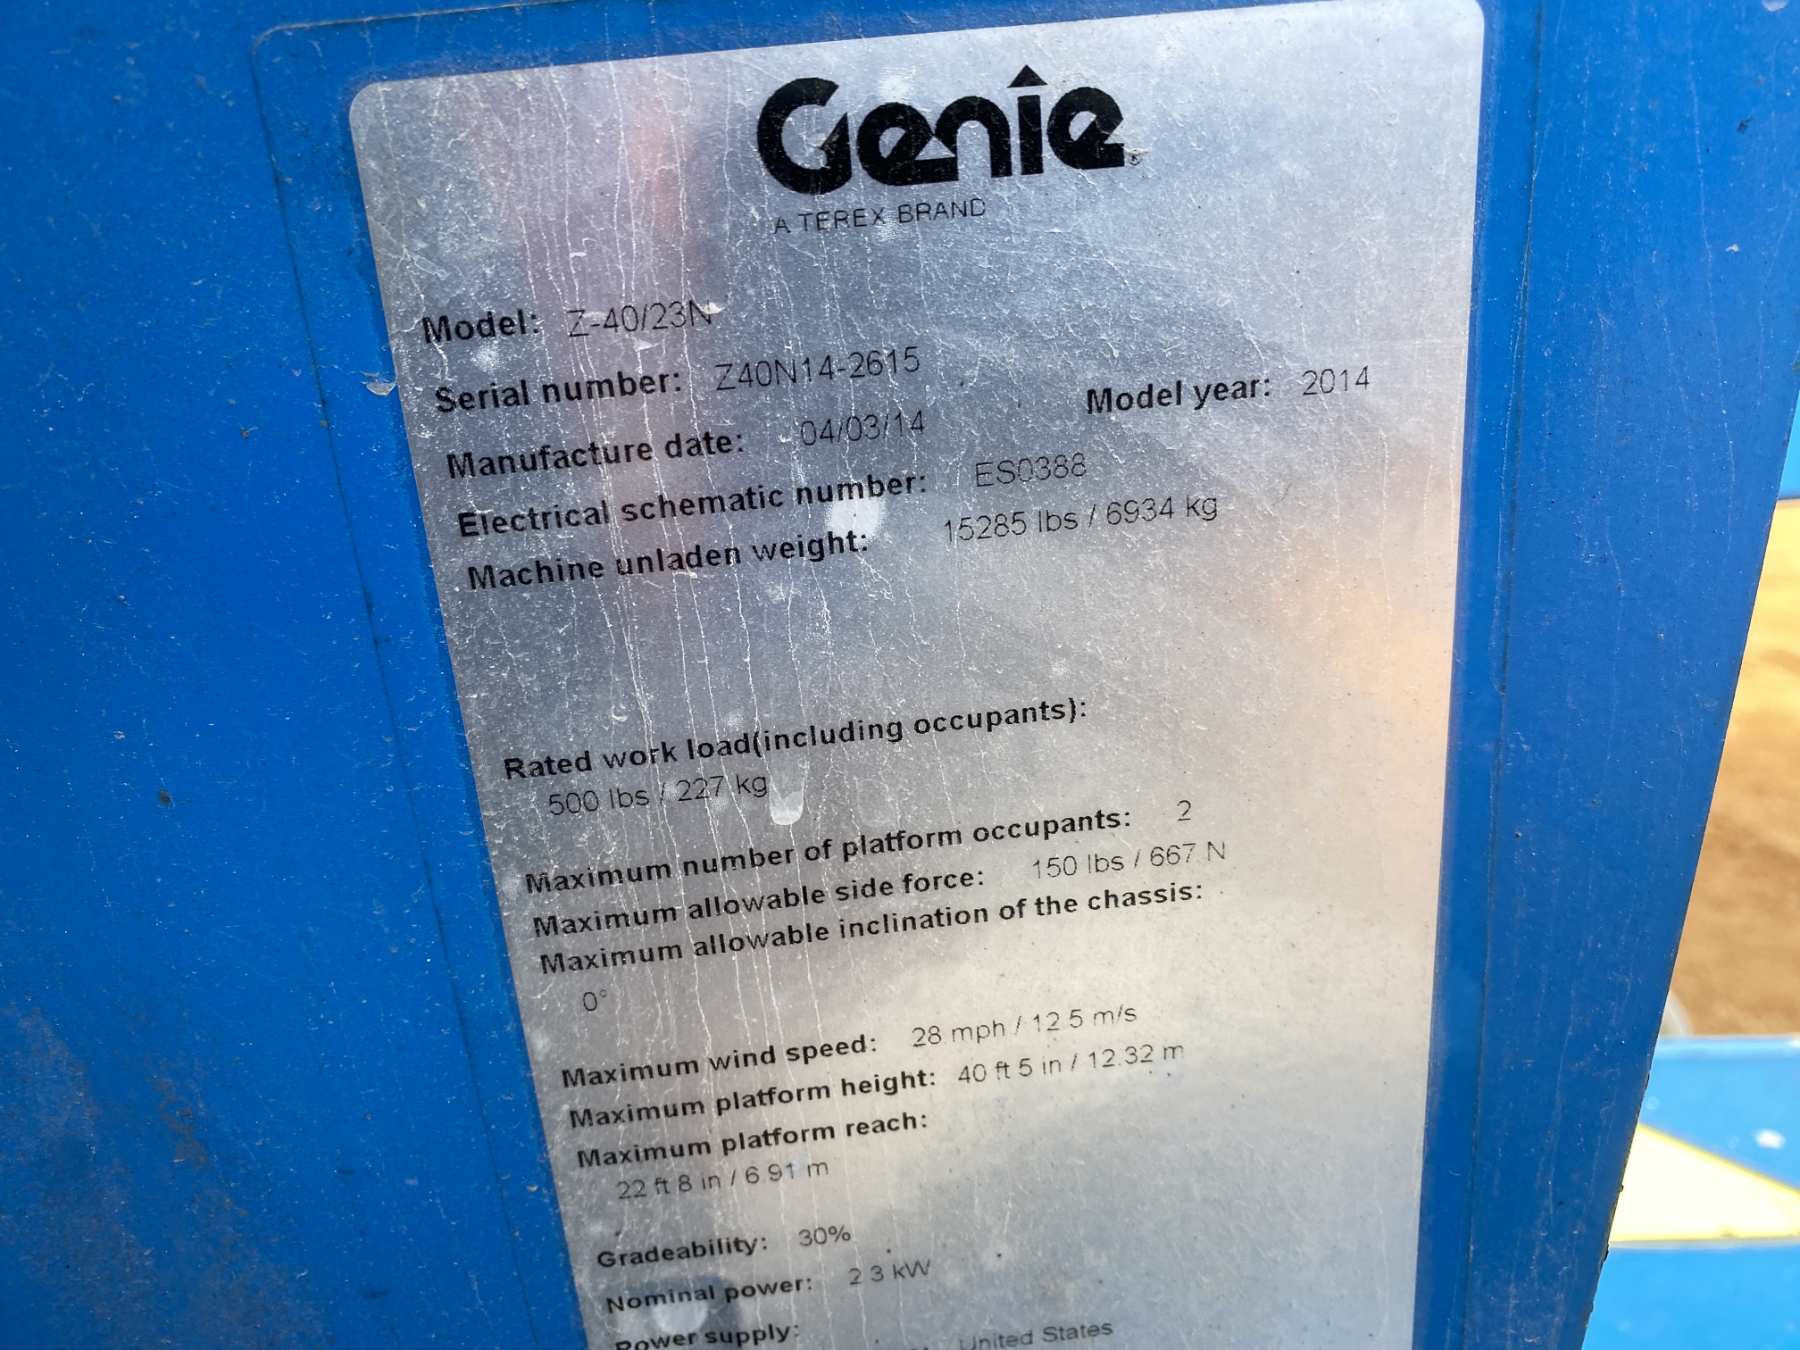 Genie
A TEREX BRAND
Model: Z-40/23N
Serial number: Z40N14-2615
Model year: 2014
Manufacture date: 04/03/14
Electrical schematic number: ES0388
Machine unladen weight: 15285 lbs / 6934 kg
Rated work load(including occupants):
500 lbs / 227 kg
Maximum number of platform occupants: 2
Maximum allowable side force: 150 lbs / 667 N
Maximum allowable inclination of the chassis:
0°
Maximum wind speed: 28 mph / 12.5 m/s
Maximum platform height: 40 ft 5 in / 12.32 m
Maximum platform reach:
22 ft 8 in / 6.91 m
Gradeability: 30%
Nominal power: 2.3 kW
Power supply:
United States